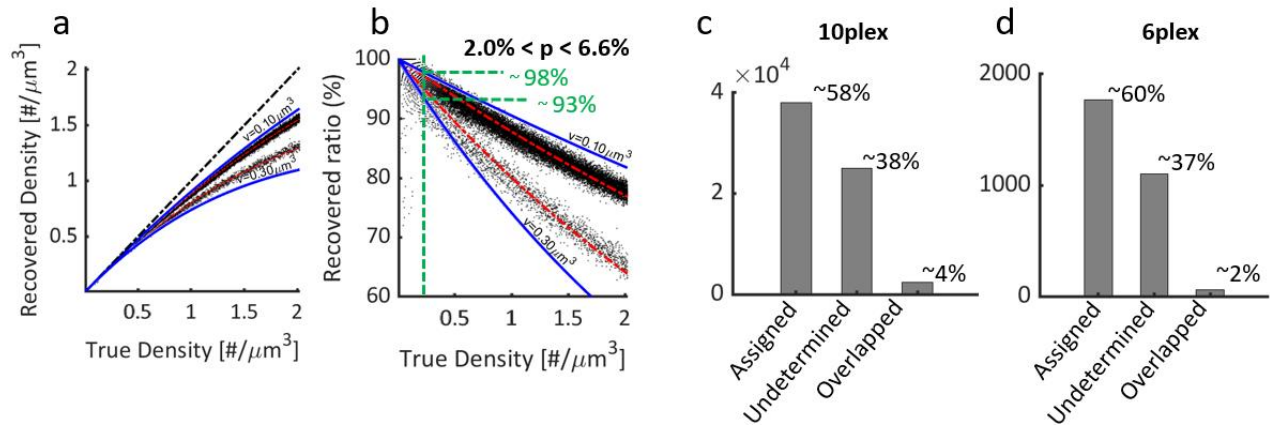 a
Recovered Density [#/μm³]
2
1.5
1
0.5
v=0.10μm³
v=0.30μm³
0.5
1
1.5
2
True Density [#/μm³]
b
2.0% < p < 6.6%
Recovered ratio (%)
100
90
80
70
60
~98%
~93%
v=0.10μm³
v=0.30μm³
0.5
1
1.5
2
True Density [#/μm³]
c
10plex
×10⁴
4
2
0
~58%
~38%
~4%
Assigned
Undetermined
Overlapped
d
6plex
2000
1000
0
~60%
~37%
~2%
Assigned
Undetermined
Overlapped